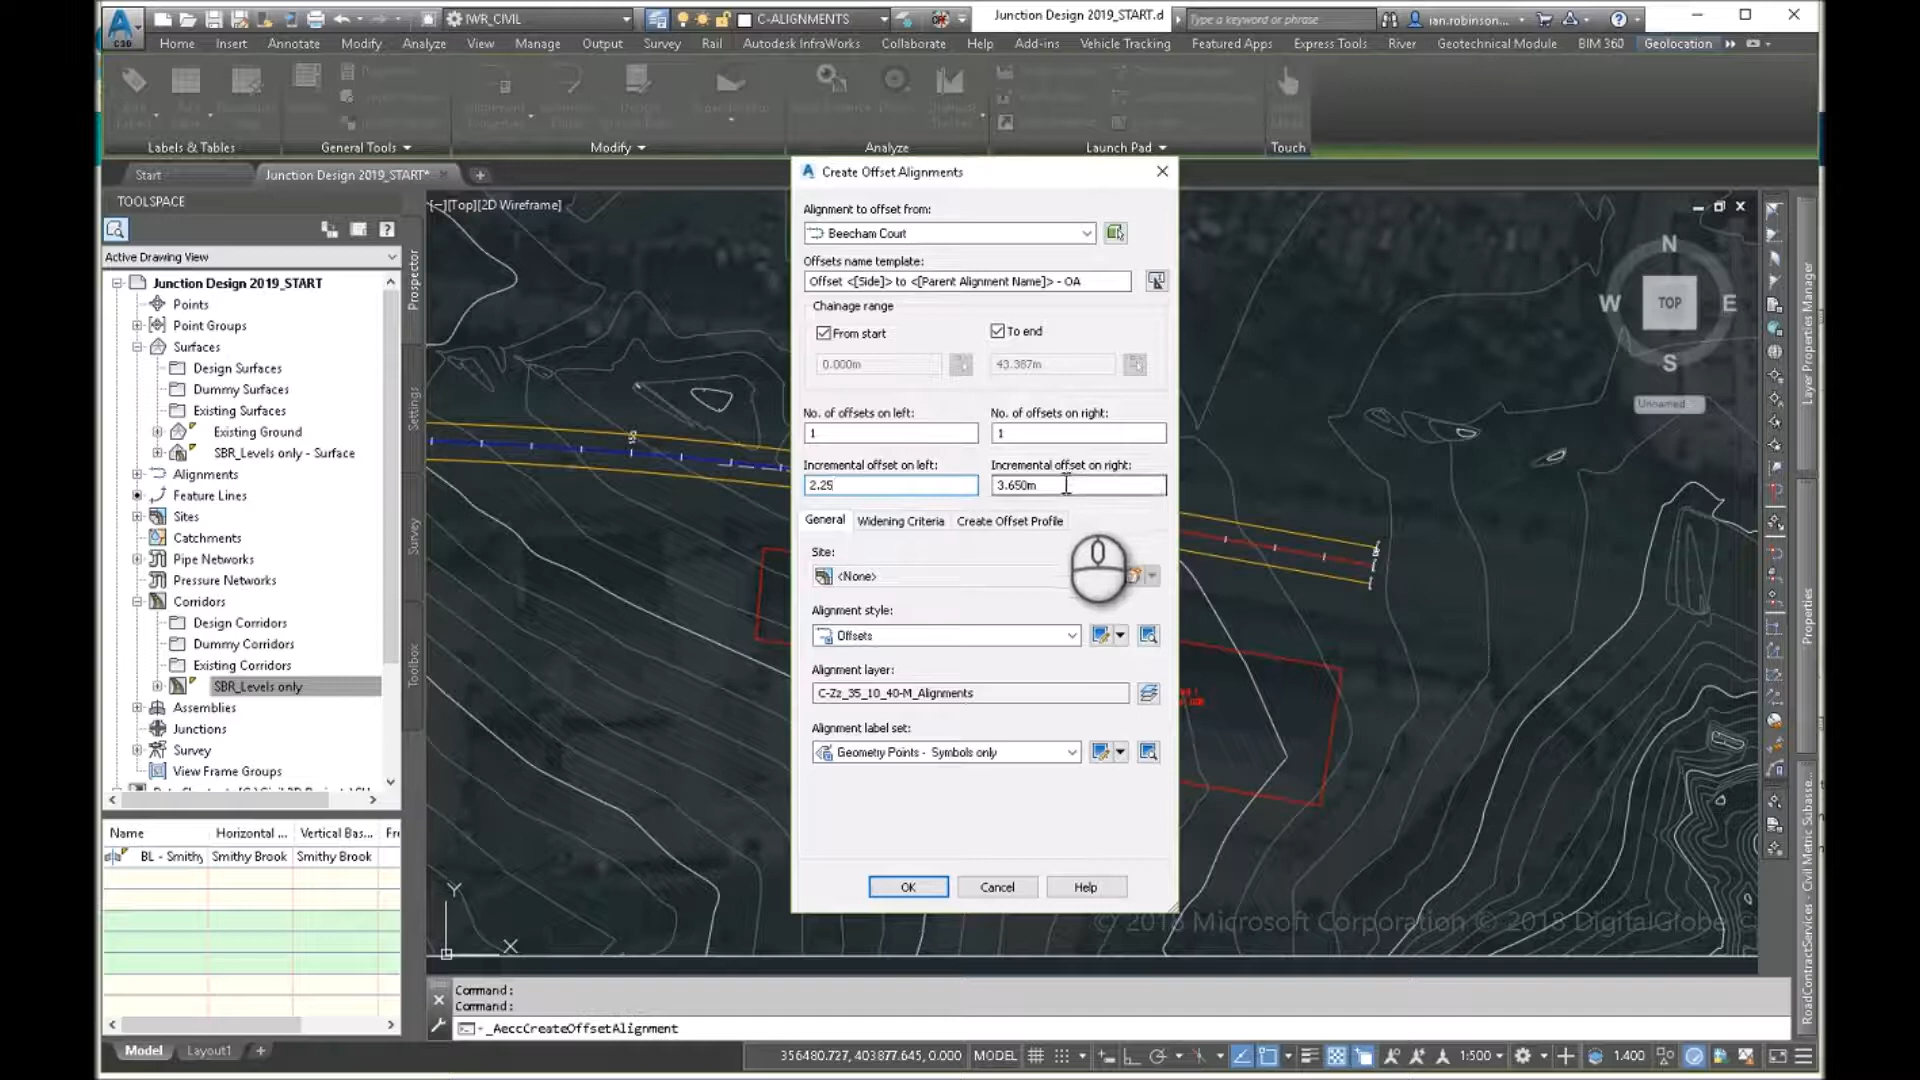 IWR_CIVIL
C-ALIGNMENTS
Junction Design 2019_START.d
Type a keyword or phrase
ian.robinson...
C3D
Home Insert Annotate Modify Analyze View Manage Output Survey Rail Autodesk InfraWorks Collaborate Help Add-ins Vehicle Tracking Featured Apps Express Tools River Geotechnical Module BIM 360 Geolocation
Labels & Tables General Tools Modify Analyze Launch Pad Touch
Start Junction Design 2019_START*
TOOLSPACE
Active Drawing View
Junction Design 2019_START
Points
Point Groups
Surfaces
Design Surfaces
Dummy Surfaces
Existing Surfaces
Existing Ground
SBR_Levels only - Surface
Alignments
Feature Lines
Sites
Catchments
Pipe Networks
Pressure Networks
Corridors
Design Corridors
Dummy Corridors
Existing Corridors
SBR_Levels only
Assemblies
Junctions
Survey
View Frame Groups
Prospector
Settings
Survey
Toolbox
Name Horizontal ... Vertical Bas... Fr
BL - Smithy Smithy Brook Smithy Brook
[−][Top][2D Wireframe]
150
Create Offset Alignments
Alignment to offset from:
Beecham Court
Offsets name template:
Offset <[Side]> to <[Parent Alignment Name]> - OA
Chainage range
From start To end
0.000m 43.387m
No. of offsets on left: No. of offsets on right:
1 1
Incremental offset on left: Incremental offset on right:
2.25 3.650m
General Widening Criteria Create Offset Profile
Site:
<None>
Alignment style:
Offsets
Alignment layer:
C-Zz_35_10_40-M_Alignments
Alignment label set:
Geometry Points - Symbols only
OK Cancel Help
N
W TOP E
S
Unnamed
Layer Properties Manager
Properties
RoadContractServices - Civil Metric Subasse...
Y
X
© 2018 Microsoft Corporation © 2018 DigitalGlobe ©
Command:
Command:
_AeccCreateOffsetAlignment
Model Layout1 +
356480.727, 403877.645, 0.000 MODEL 1:500 1.400